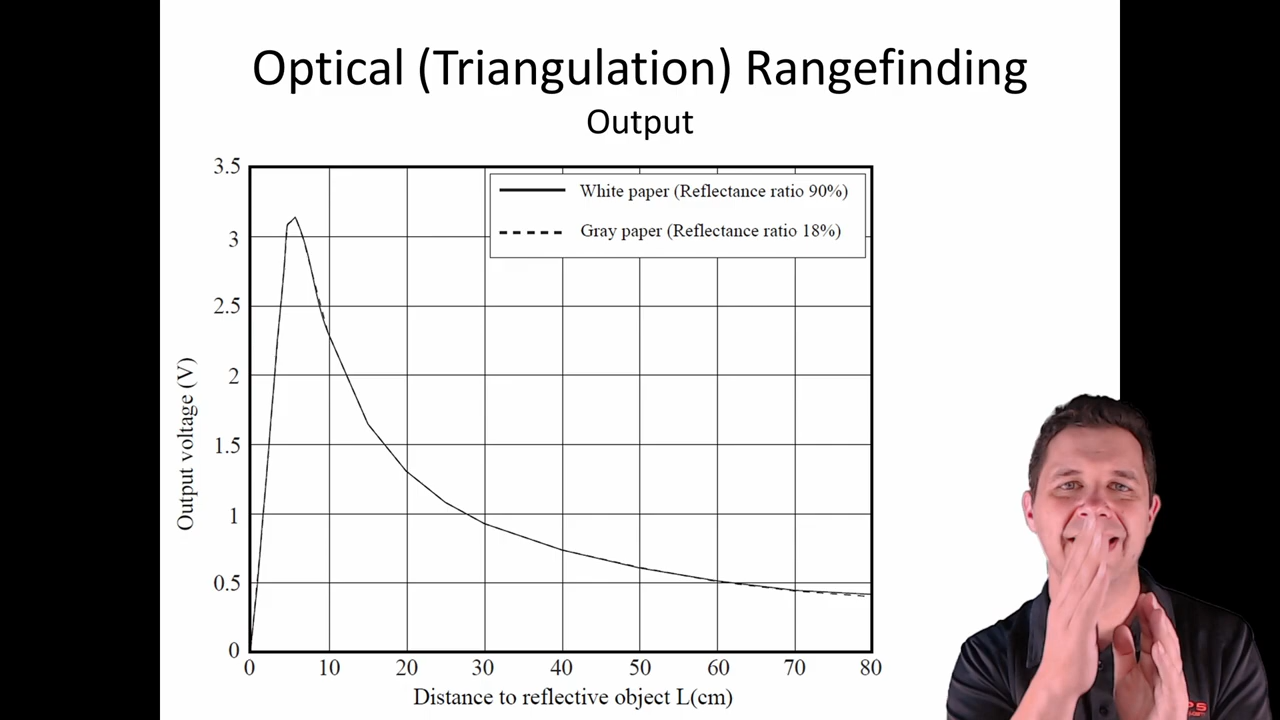 Optical (Triangulation) Rangefinding
Output
3.5
3
2.5
2
1.5
1
0.5
0
Output voltage (V)
White paper (Reflectance ratio 90%)
Gray paper (Reflectance ratio 18%)
0 10 20 30 40 50 60 70 80
Distance to reflective object L(cm)